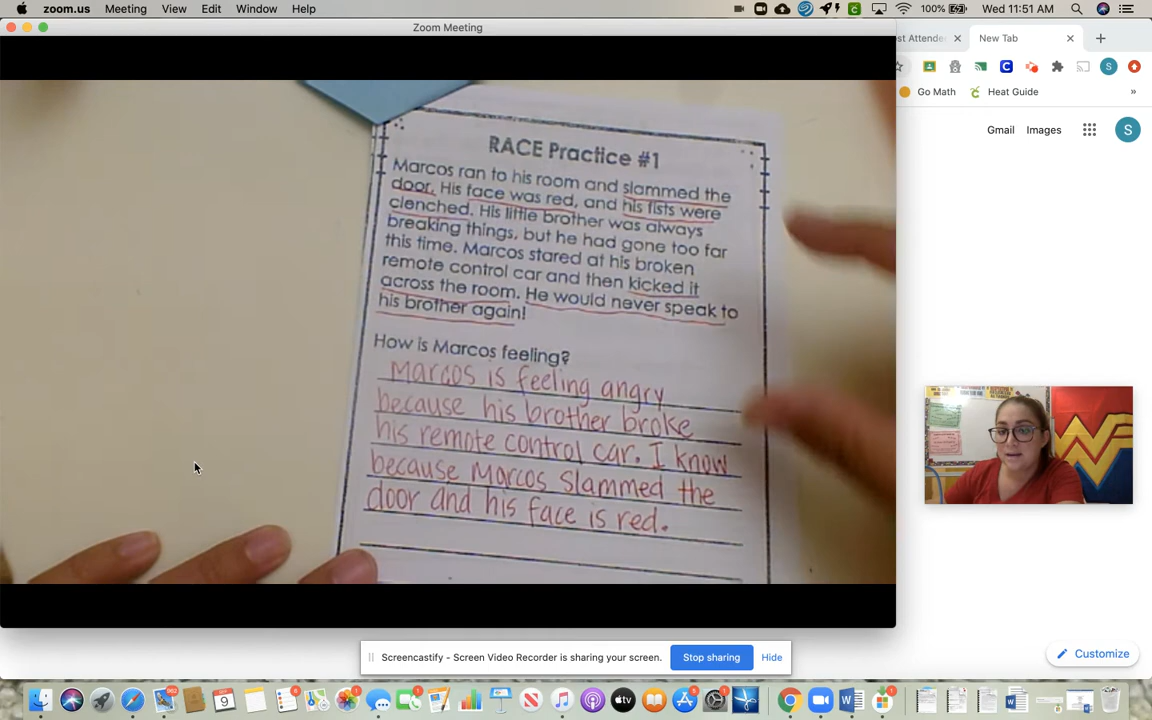 zoom.us Meeting View Edit Window Help
100%
Wed 11:51 AM
Zoom Meeting
st Attende
New Tab
S
Go Math
Heat Guide
»
Gmail
Images
S
RACE Practice #1
Marcos ran to his room and slammed the
door. His face was red, and his fists were
clenched. His little brother was always
breaking things, but he had gone too far
this time. Marcos stared at his broken
remote control car and then kicked it
across the room. He would never speak to
his brother again!
How is Marcos feeling?
Marcos is feeling angry
because his brother broke
his remote control car. I know
because Marcos slammed the
door and his face is red.
Customize
Screencastify - Screen Video Recorder is sharing your screen.
Stop sharing
Hide